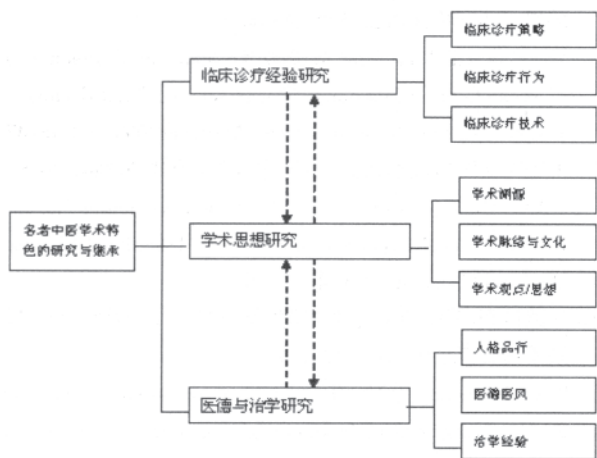 临床诊疗策略
临床诊疗经验研究
临床诊疗行为
临床诊疗技术
学术渊源
名老中医学术特
色的研究与继承
学术思想研究
学术脉络与文化
学术观点/思想
人格品行
医德与治学研究
医德医风
治学经验